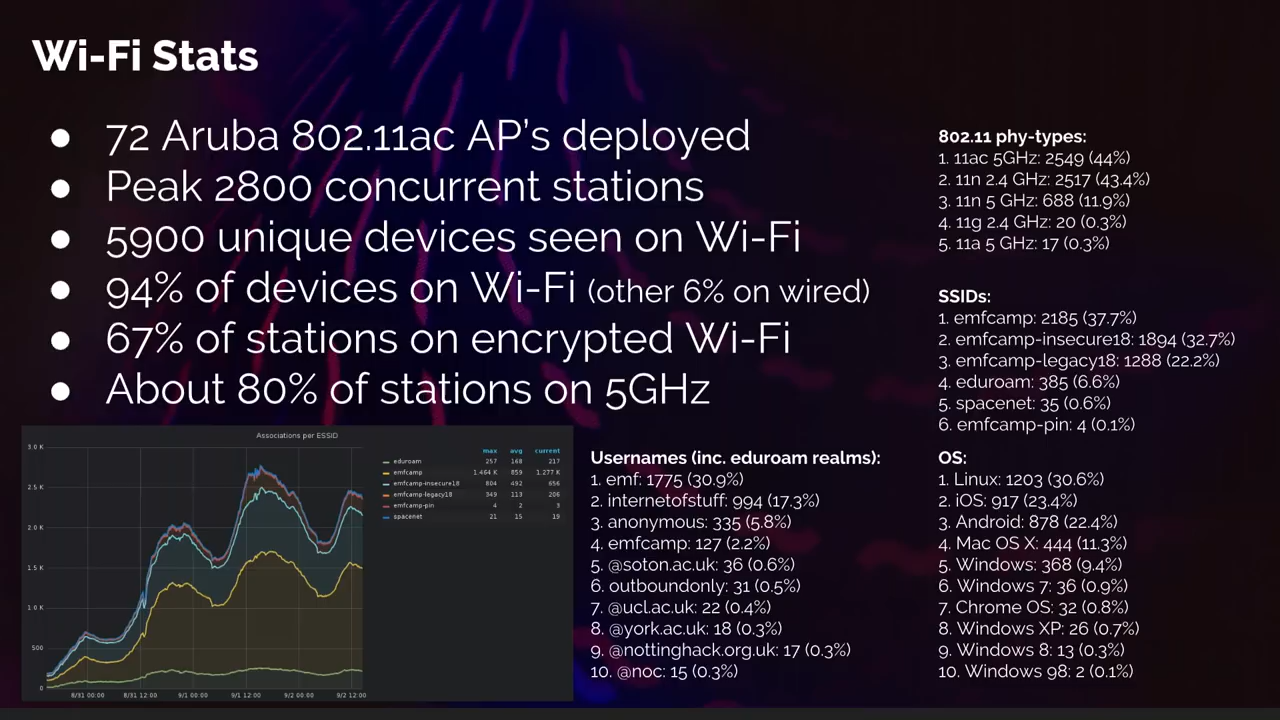 Wi-Fi Stats
● 72 Aruba 802.11ac AP's deployed
● Peak 2800 concurrent stations
● 5900 unique devices seen on Wi-Fi
● 94% of devices on Wi-Fi (other 6% on wired)
● 67% of stations on encrypted Wi-Fi
● About 80% of stations on 5GHz
802.11 phy-types:
1. 11ac 5GHz: 2549 (44%)
2. 11n 2.4 GHz: 2517 (43.4%)
3. 11n 5 GHz: 688 (11.9%)
4. 11g 2.4 GHz: 20 (0.3%)
5. 11a 5 GHz: 17 (0.3%)
SSIDs:
1. emfcamp: 2185 (37.7%)
2. emfcamp-insecure18: 1894 (32.7%)
3. emfcamp-legacy18: 1288 (22.2%)
4. eduroam: 385 (6.6%)
5. spacenet: 35 (0.6%)
6. emfcamp-pin: 4 (0.1%)
Associations per ESSID
3.0 K
2.5 K
2.0 K
1.5 K
1.0 K
500
0
8/31 00:00 8/31 12:00 9/1 00:00 9/1 12:00 9/2 00:00 9/2 12:00
max avg current
eduroam 257 168 217
emfcamp 1.464 K 859 1.277 K
emfcamp-insecure18 804 492 656
emfcamp-legacy18 349 113 206
emfcamp-pin 4 2 3
spacenet 21 15 19
Usernames (inc. eduroam realms):
1. emf: 1775 (30.9%)
2. internetofstuff: 994 (17.3%)
3. anonymous: 335 (5.8%)
4. emfcamp: 127 (2.2%)
5. @soton.ac.uk: 36 (0.6%)
6. outboundonly: 31 (0.5%)
7. @ucl.ac.uk: 22 (0.4%)
8. @york.ac.uk: 18 (0.3%)
9. @nottinghack.org.uk: 17 (0.3%)
10. @noc: 15 (0.3%)
OS:
1. Linux: 1203 (30.6%)
2. iOS: 917 (23.4%)
3. Android: 878 (22.4%)
4. Mac OS X: 444 (11.3%)
5. Windows: 368 (9.4%)
6. Windows 7: 36 (0.9%)
7. Chrome OS: 32 (0.8%)
8. Windows XP: 26 (0.7%)
9. Windows 8: 13 (0.3%)
10. Windows 98: 2 (0.1%)